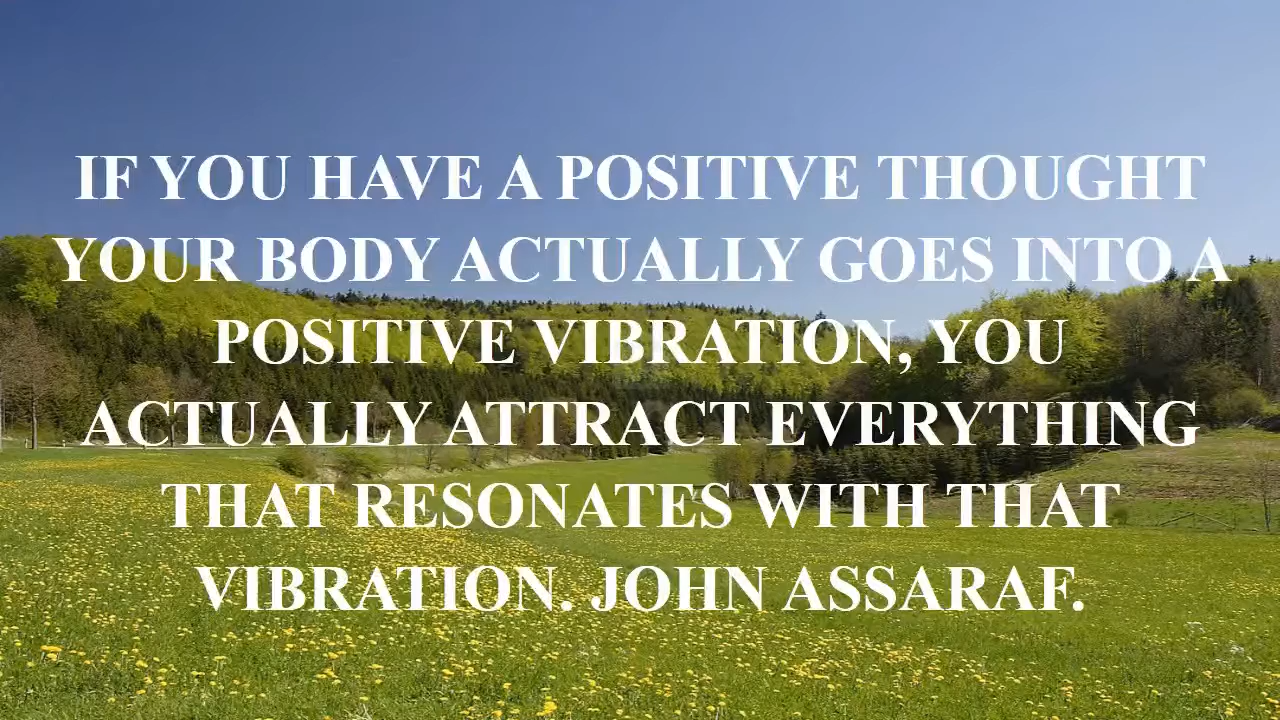 IF YOU HAVE A POSITIVE THOUGHT
YOUR BODY ACTUALLY GOES INTO A
POSITIVE VIBRATION, YOU
ACTUALLY ATTRACT EVERYTHING
THAT RESONATES WITH THAT
VIBRATION. JOHN ASSARAF.